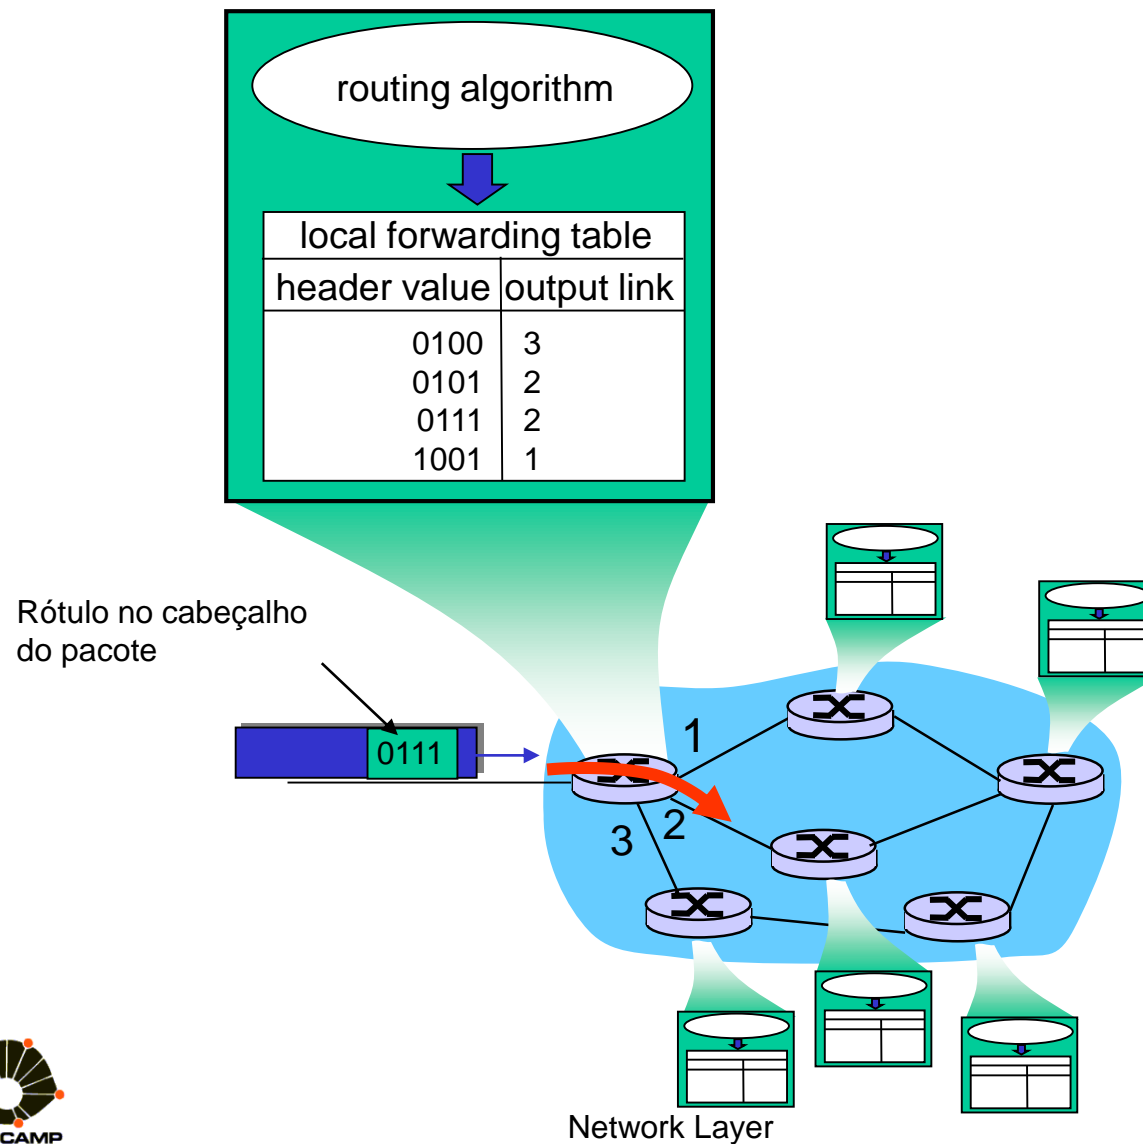 routing algorithm
local forwarding table
header value output link
0100 3
0101 2
0111 2
1001 1
Rótulo no cabeçalho
do pacote
0111
1
2
3
CAMP
Network Layer